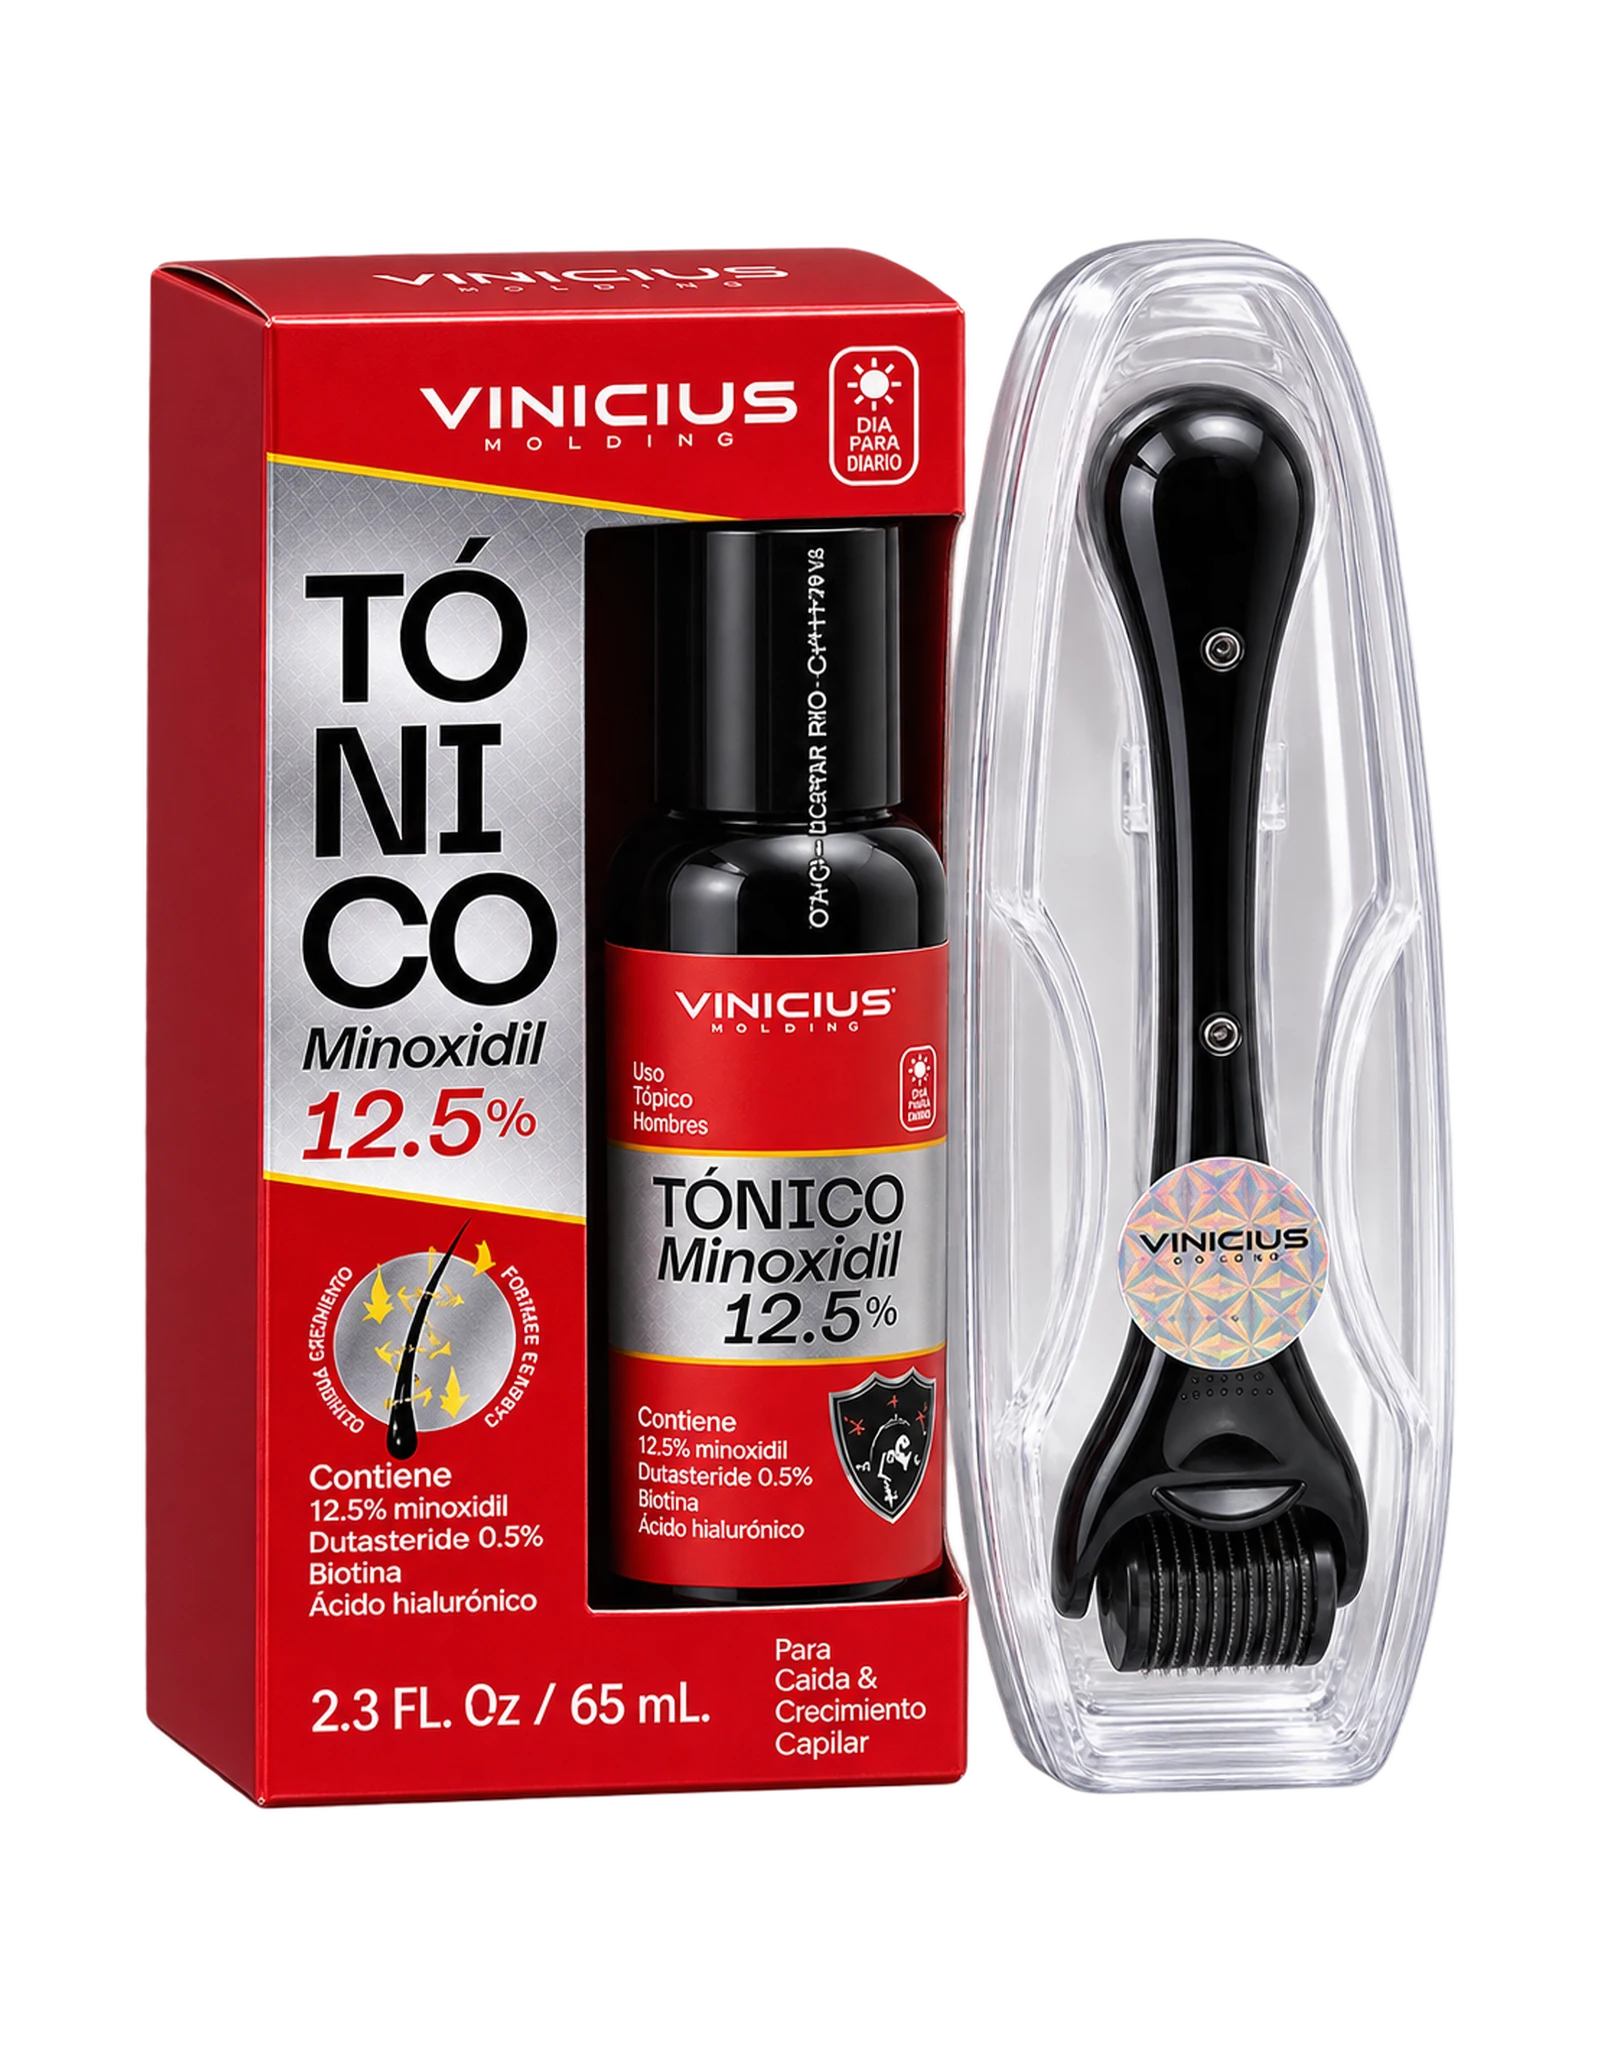 VINICIUS
MOLDING
VINICIUS
MOLDING
DIA
PARA
DIARIO
TÓ
NI
CO
Minoxidil
12.5%
Contiene
12.5% minoxidil
Dutasteride 0.5%
Biotina
Ácido hialurónico
2.3 FL. Oz / 65 mL.
Para
Caida &
Crecimiento
Capilar
VINICIUS
MOLDING
Uso
Tópico
Hombres
TÓNICO
Minoxidil
12.5%
Contiene
12.5% minoxidil
Dutasteride 0.5%
Biotina
Ácido hialurónico
VINICIUS